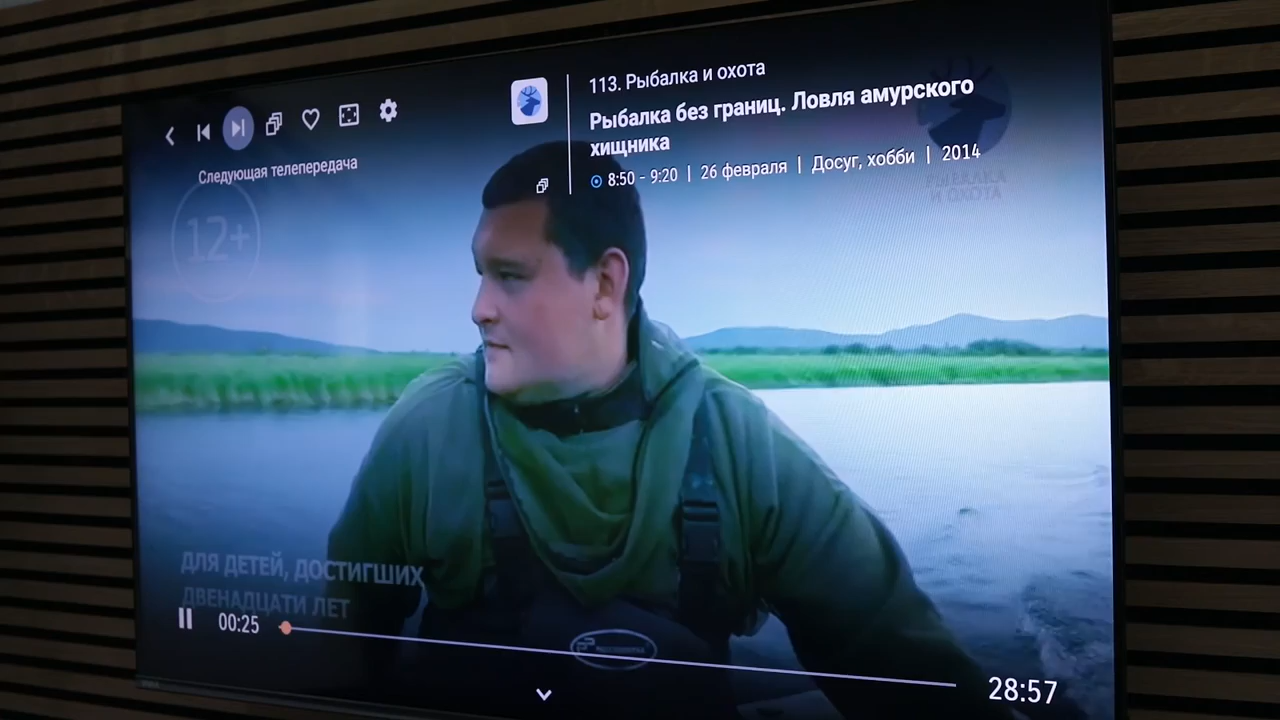 113. Рыбалка и охота
Рыбалка без границ. Ловля амурского
хищника
8:50 - 9:20 | 26 февраля | Досуг, хобби | 2014
Следующая телепередача
12+
РЫБАЛКА
И ОХОТА
ДЛЯ ДЕТЕЙ, ДОСТИГШИХ
ДВЕНАДЦАТИ ЛЕТ
00:25
28:57